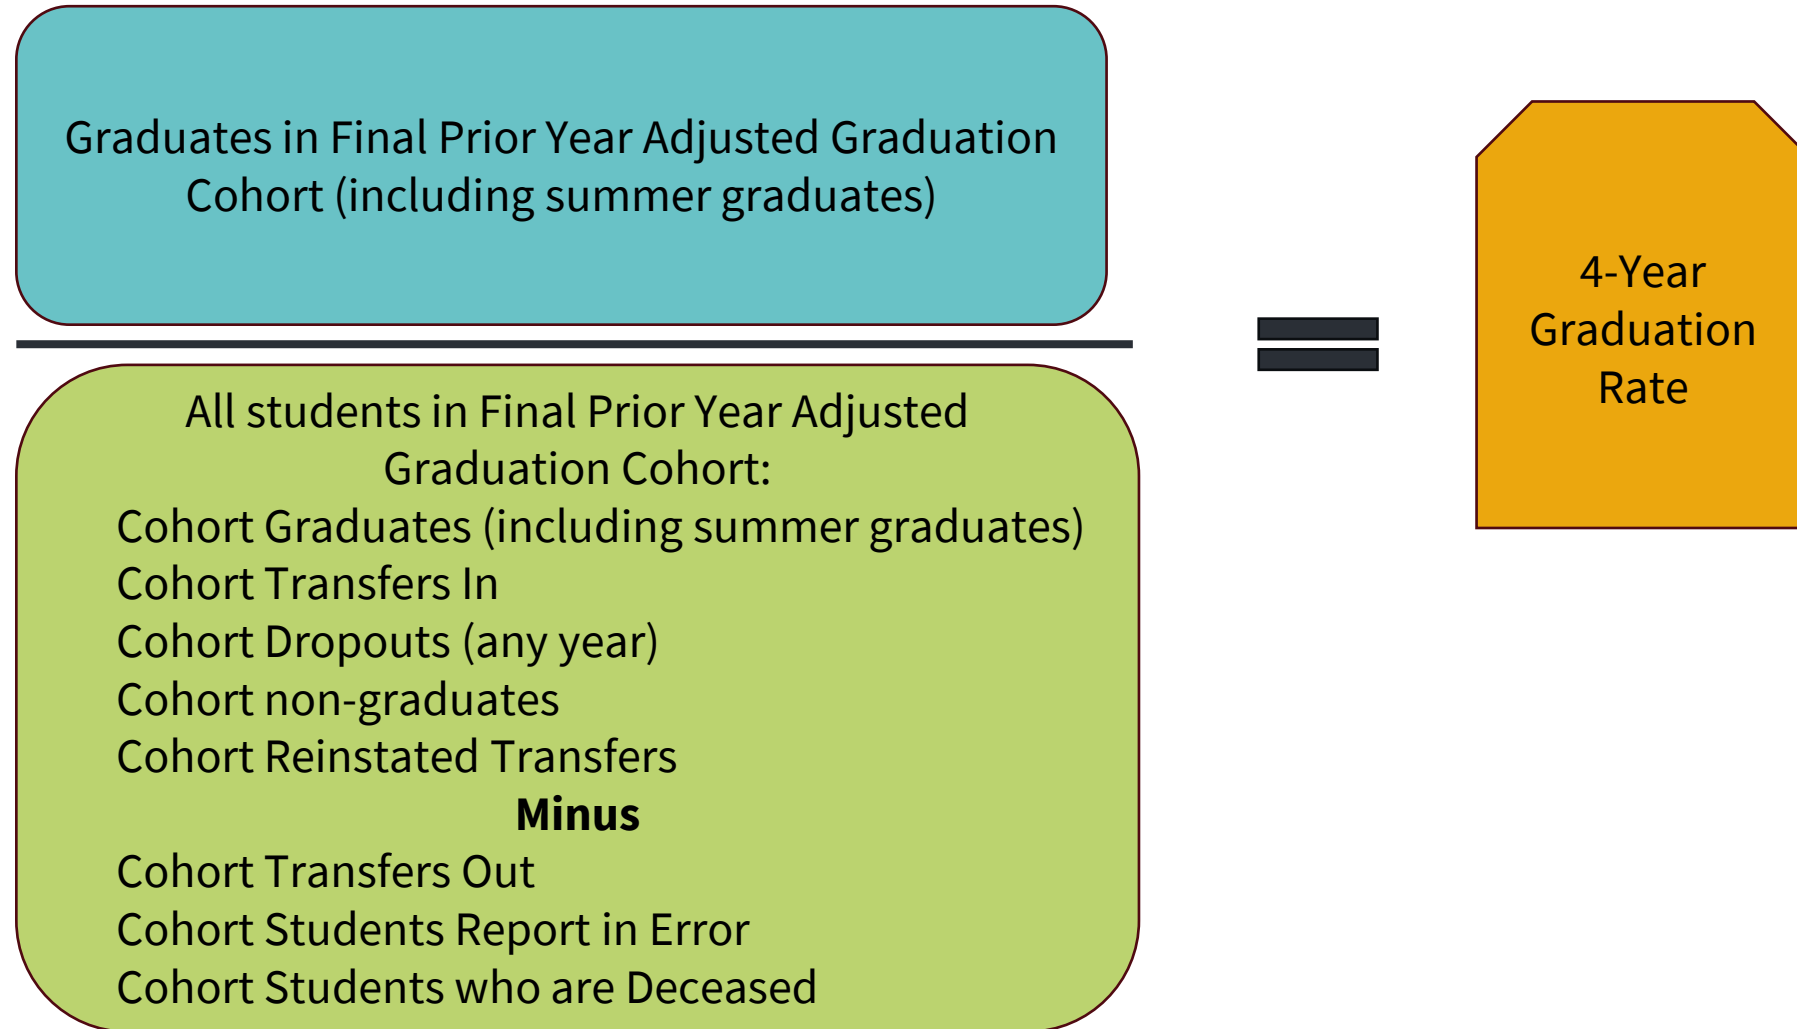 Graduates in Final Prior Year Adjusted Graduation
Cohort (including summer graduates)
All students in Final Prior Year Adjusted
Graduation Cohort:
Cohort Graduates (including summer graduates)
Cohort Transfers In
Cohort Dropouts (any year)
Cohort non-graduates
Cohort Reinstated Transfers
Minus
Cohort Transfers Out
Cohort Students Report in Error
Cohort Students who are Deceased
4-Year
Graduation
Rate